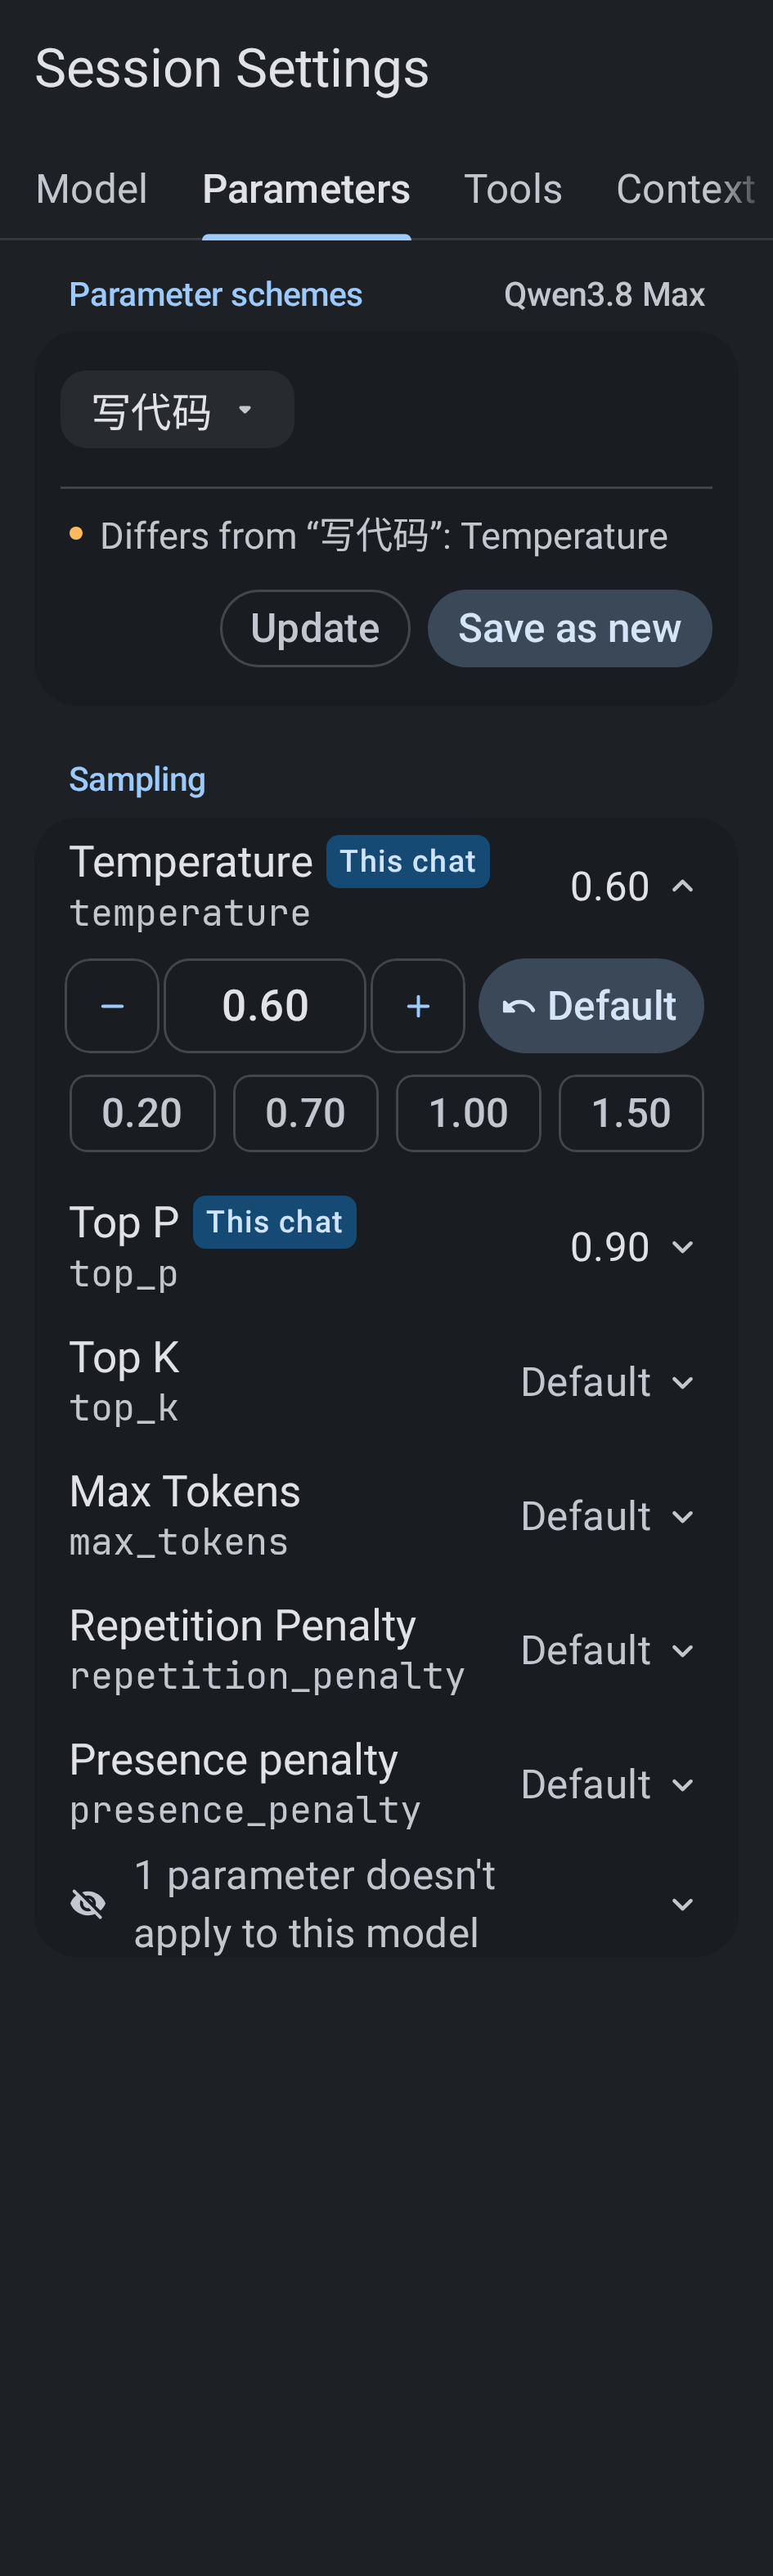 Session Settings
Model Parameters Tools Context
Parameter schemes Qwen3.8 Max
写代码
Differs from “写代码”: Temperature
Update Save as new
Sampling
Temperature This chat 0.60
temperature
− 0.60 + Default
0.20 0.70 1.00 1.50
Top P This chat 0.90
top_p
Top K Default
top_k
Max Tokens Default
max_tokens
Repetition Penalty Default
repetition_penalty
Presence penalty Default
presence_penalty
1 parameter doesn't
apply to this model